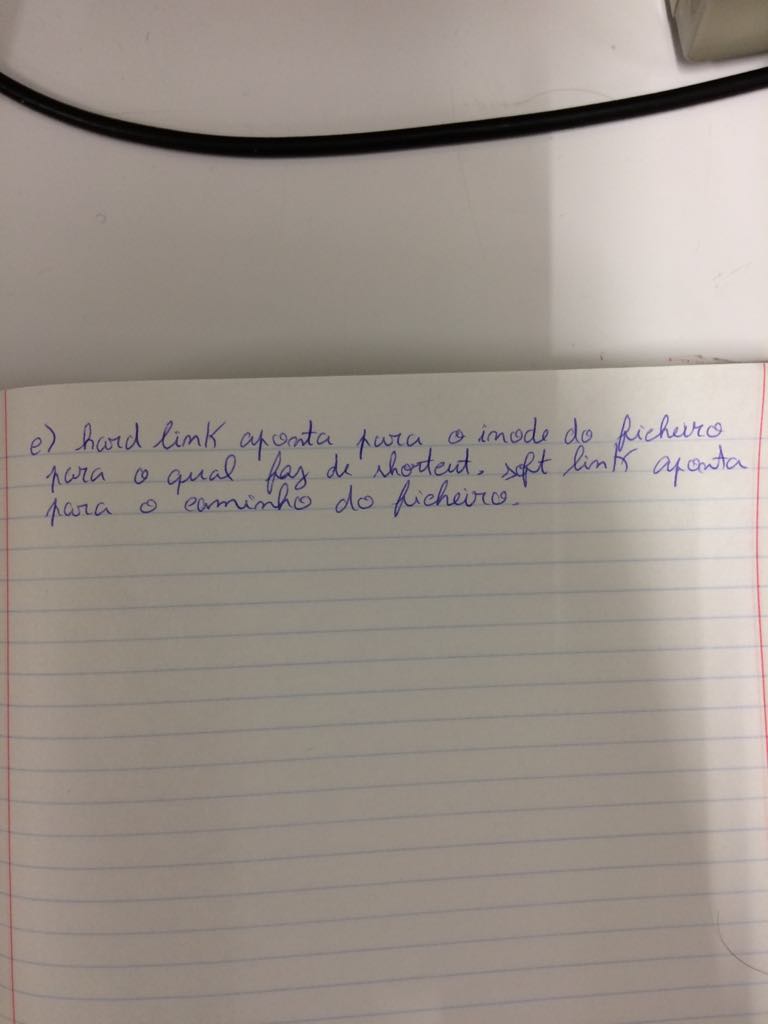 e) hard link aponta para o inode do ficheiro
para o qual faz de shortcut. soft link aponta
para o caminho do ficheiro.